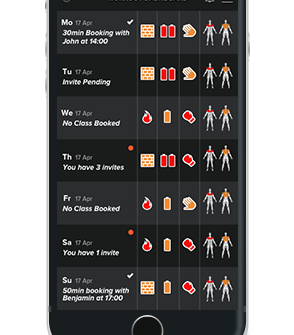 Mo 17 Apr
30min Booking with
John at 14:00
Tu 17 Apr
Invite Pending
We 17 Apr
No Class Booked
Th 17 Apr
You have 3 invites
Fr 17 Apr
No Class Booked
Sa 17 Apr
You have 1 invite
Su 17 Apr
50min booking with
Benjamin at 17:00